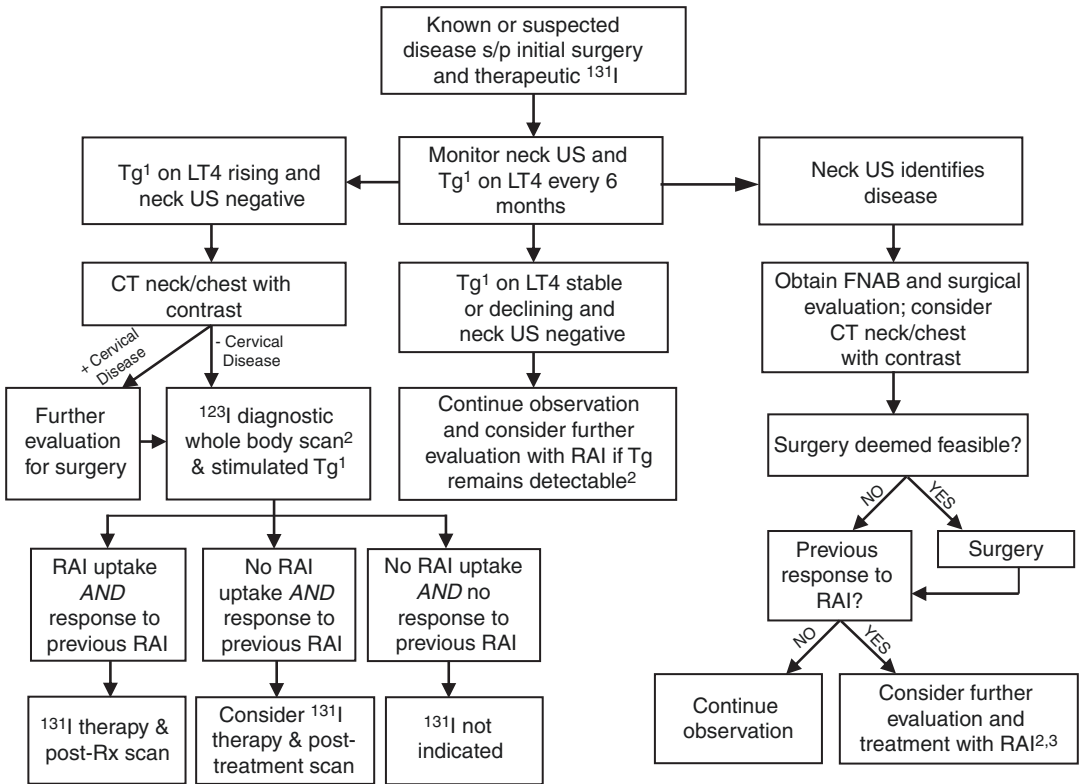 Known or suspected
disease s/p initial surgery
and therapeutic ¹³¹I
Tg¹ on LT4 rising and
neck US negative
Monitor neck US and
Tg¹ on LT4 every 6
months
Neck US identifies
disease
CT neck/chest with
contrast
Tg¹ on LT4 stable
or declining and
neck US negative
Obtain FNAB and surgical
evaluation; consider
CT neck/chest
with contrast
+ Cervical
Disease
- Cervical
Disease
Further
evaluation
for surgery
¹²³I diagnostic
whole body scan²
& stimulated Tg¹
Continue observation
and consider further
evaluation with RAI if Tg
remains detectable²
Surgery deemed feasible?
NO
YES
RAI uptake
AND
response to
previous RAI
No RAI
uptake AND
response to
previous RAI
No RAI uptake
AND no
response to
previous RAI
Previous
response to
RAI?
Surgery
NO
YES
¹³¹I therapy &
post-Rx scan
Consider ¹³¹I
therapy & post-
treatment scan
¹³¹I not
indicated
Continue
observation
Consider further
evaluation and
treatment with RAI²,³